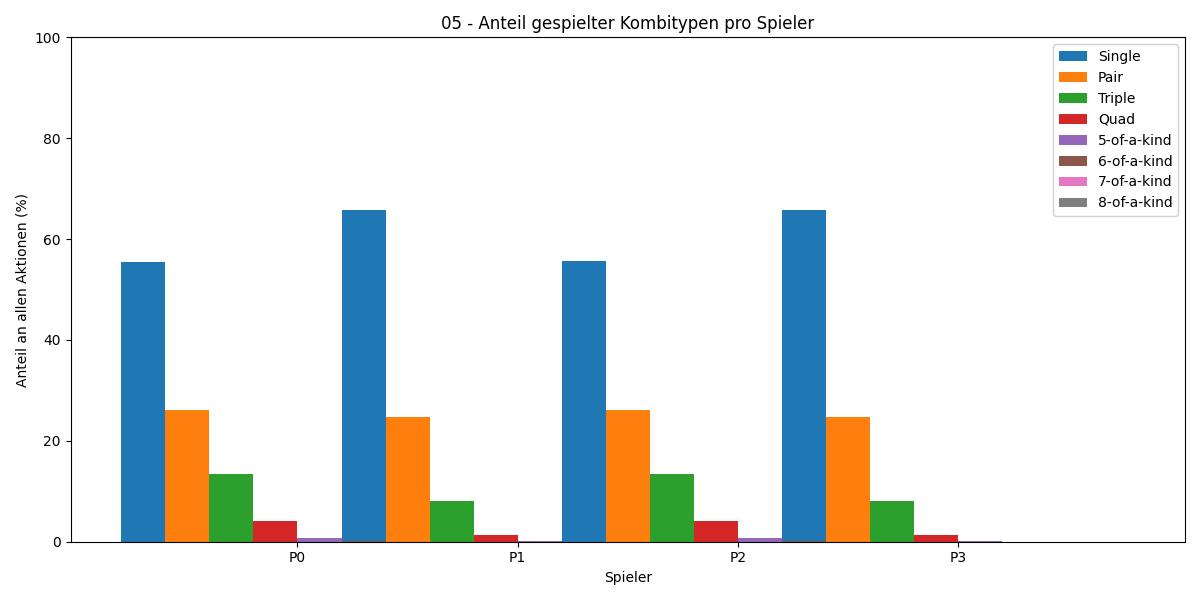 05 - Anteil gespielter Kombitypen pro Spieler
100
80
60
40
20
0
Anteil an allen Aktionen (%)
Single
Pair
Triple
Quad
5-of-a-kind
6-of-a-kind
7-of-a-kind
8-of-a-kind
P0 P1 P2 P3
Spieler